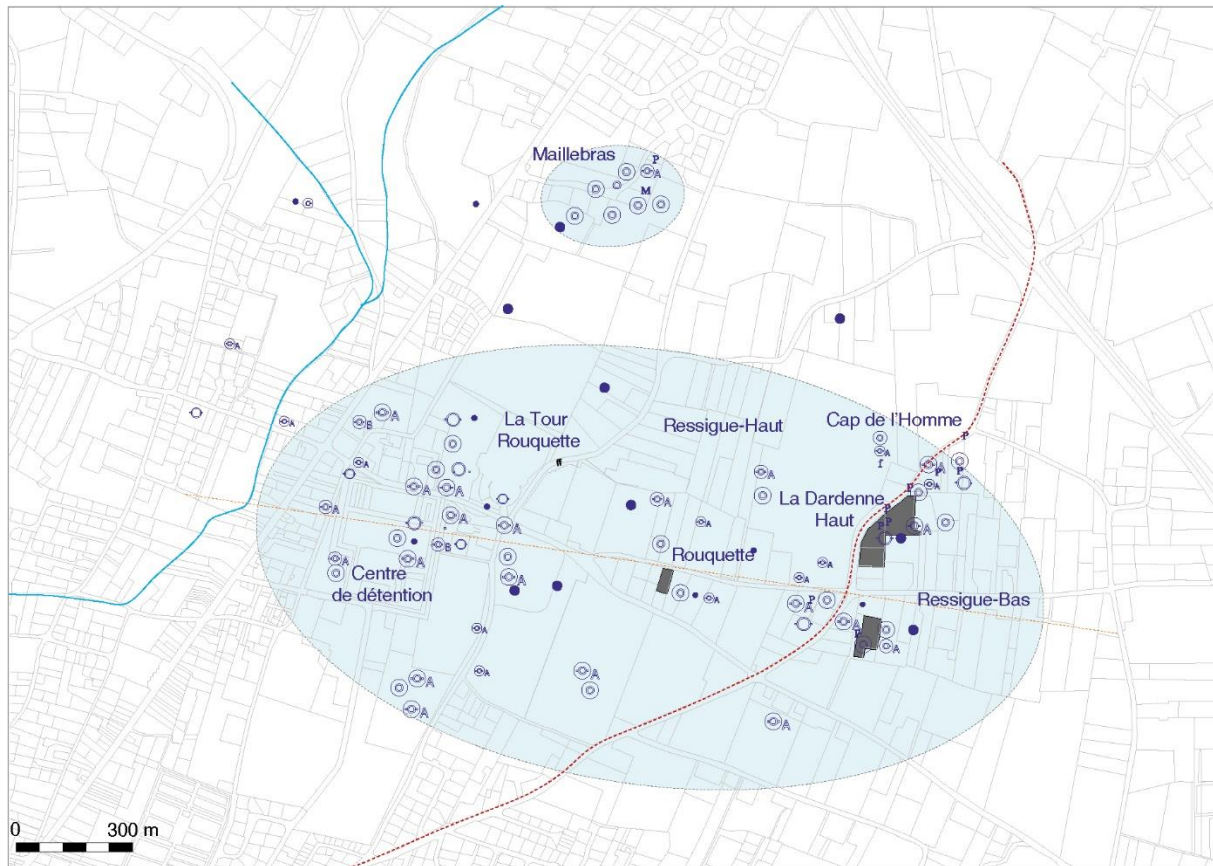 Maillebras
P
A
M
A
La Tour
Rouquette
Ressigue-Haut
Cap de l'Homme
A
A
B
A
A
f
P
A
P
P
A
P
A
A
A
A
A
La Dardenne
Haut
P
P
A
A
A
B
A
Rouquette
A
A
Centre
de détention
A
A
A
P
A
Ressigue-Bas
A
P
A
A
A
A
A
A
A
0
300 m